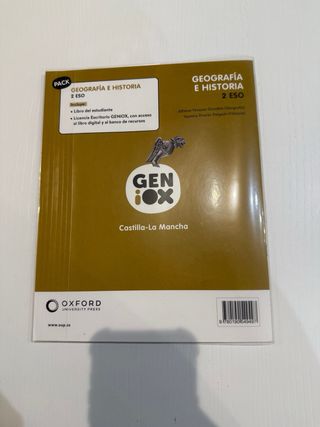 PACK
GEOGRAFÍA E HISTORIA
2 ESO
Incluye:
• Libro del estudiante
• Licencia Escritorio GENiOX, con acceso
al libro digital y al banco de recursos
GEOGRAFÍA
E HISTORIA
2 ESO
GEN
iOX
Castilla-La Mancha
OXFORD
UNIVERSITY PRESS
www.oup.es